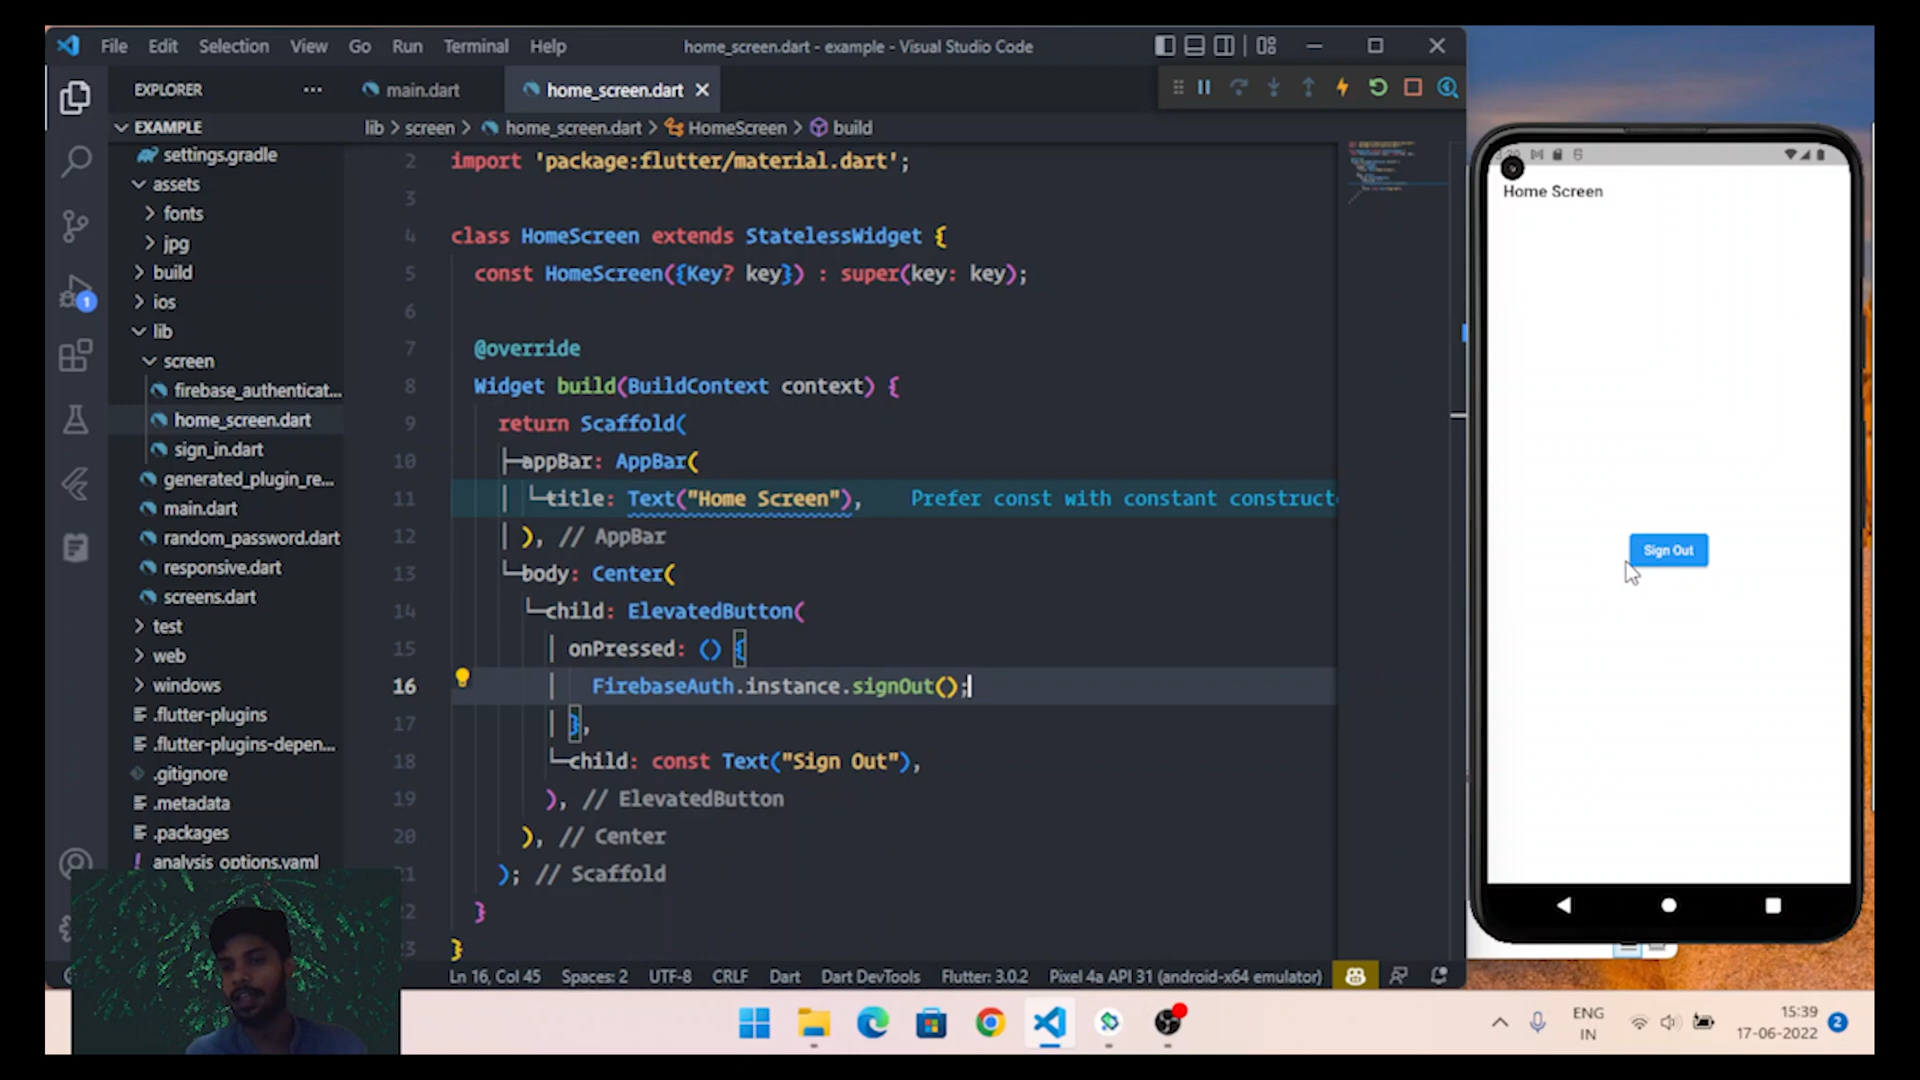 File Edit Selection View Go Run Terminal Help
home_screen.dart - example - Visual Studio Code
EXPLORER
main.dart
home_screen.dart
EXAMPLE
lib > screen > home_screen.dart > HomeScreen > build
settings.gradle
assets
fonts
jpg
build
ios
lib
screen
firebase_authenticat...
home_screen.dart
sign_in.dart
generated_plugin_re...
main.dart
random_password.dart
responsive.dart
screens.dart
test
web
windows
.flutter-plugins
.flutter-plugins-depen...
.gitignore
.metadata
.packages
analysis_options.yaml
1
2 import 'package:flutter/material.dart';
3
4 class HomeScreen extends StatelessWidget {
5 const HomeScreen({Key? key}) : super(key: key);
6
7 @override
8 Widget build(BuildContext context) {
9 return Scaffold(
10 appBar: AppBar(
11 title: Text("Home Screen"), Prefer const with constant constructo
12 ), // AppBar
13 body: Center(
14 child: ElevatedButton(
15 onPressed: () {
16 FirebaseAuth.instance.signOut();
17 },
18 child: const Text("Sign Out"),
19 ), // ElevatedButton
20 ), // Center
21 ); // Scaffold
22 }
23 }
Ln 16, Col 45 Spaces: 2 UTF-8 CRLF Dart Dart DevTools Flutter: 3.0.2 Pixel 4a API 31 (android-x64 emulator)
Home Screen
Sign Out
ENG
IN
15:39
17-06-2022
2